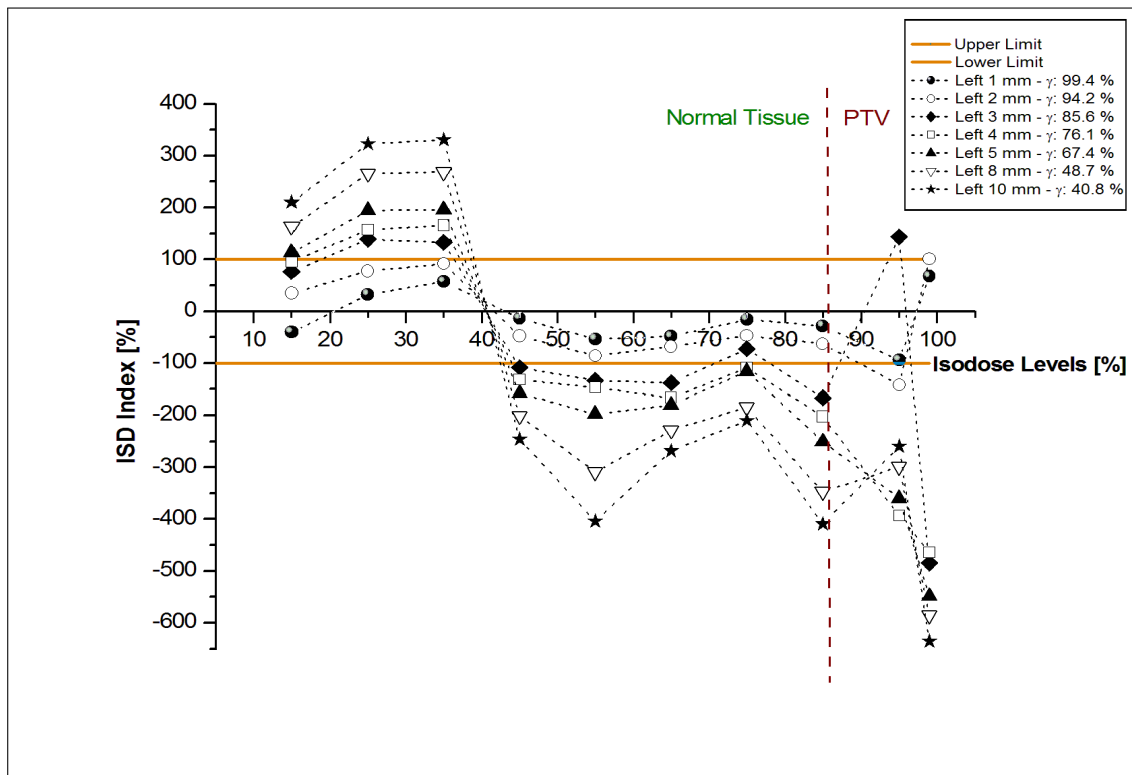 Upper Limit
Lower Limit
Left 1 mm - γ: 99.4 %
Left 2 mm - γ: 94.2 %
Left 3 mm - γ: 85.6 %
Left 4 mm - γ: 76.1 %
Left 5 mm - γ: 67.4 %
Left 8 mm - γ: 48.7 %
Left 10 mm - γ: 40.8 %
Normal Tissue
PTV
ISD Index [%]
400
300
200
100
0
-100
-200
-300
-400
-500
-600
10 20 30 40 50 60 70 80 90 100
Isodose Levels [%]